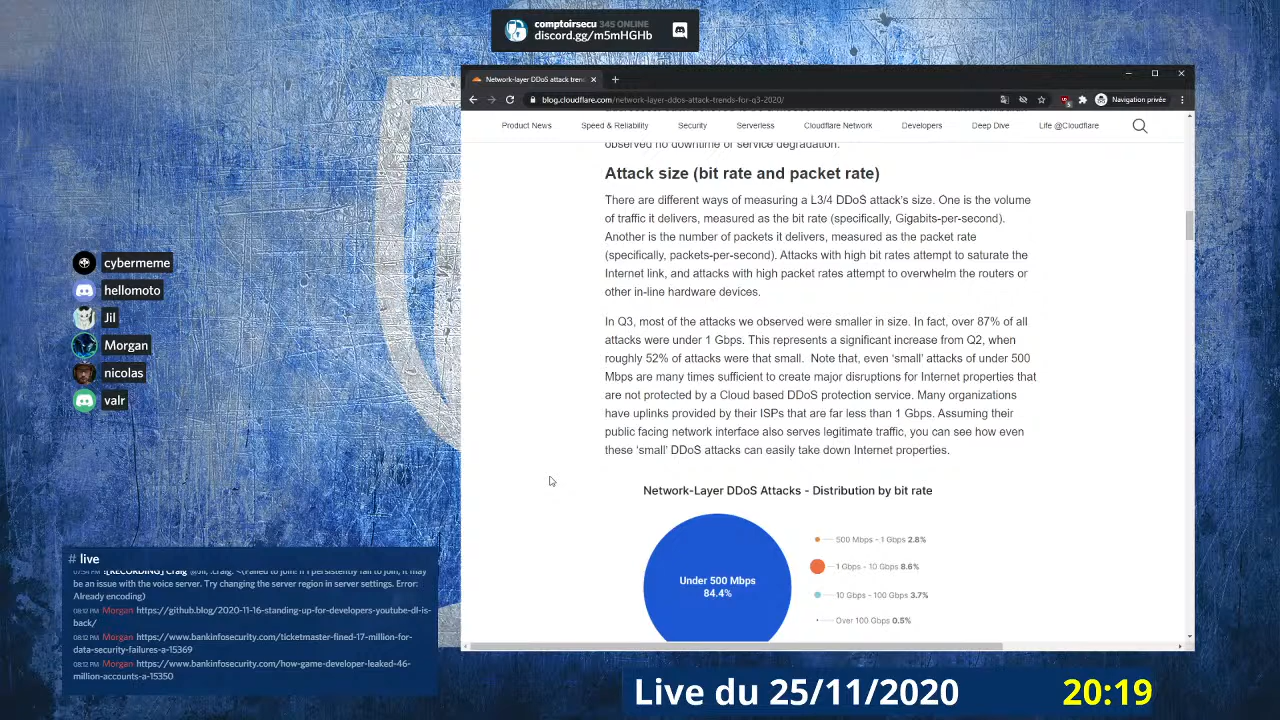 comptoirsecu 345 ONLINE
discord.gg/m5mHGHb
Network-layer DDoS attack tren
blog.cloudflare.com/network-layer-ddos-attack-trends-for-q3-2020/
Navigation privée
Product News
Speed & Reliability
Security
Serverless
Cloudflare Network
Developers
Deep Dive
Life @Cloudflare
observed no downtime or service degradation.
Attack size (bit rate and packet rate)
There are different ways of measuring a L3/4 DDoS attack's size. One is the volume
of traffic it delivers, measured as the bit rate (specifically, Gigabits-per-second).
Another is the number of packets it delivers, measured as the packet rate
(specifically, packets-per-second). Attacks with high bit rates attempt to saturate the
Internet link, and attacks with high packet rates attempt to overwhelm the routers or
other in-line hardware devices.
In Q3, most of the attacks we observed were smaller in size. In fact, over 87% of all
attacks were under 1 Gbps. This represents a significant increase from Q2, when
roughly 52% of attacks were that small.  Note that, even 'small' attacks of under 500
Mbps are many times sufficient to create major disruptions for Internet properties that
are not protected by a Cloud based DDoS protection service. Many organizations
have uplinks provided by their ISPs that are far less than 1 Gbps. Assuming their
public facing network interface also serves legitimate traffic, you can see how even
these 'small' DDoS attacks can easily take down Internet properties.
Network-Layer DDoS Attacks - Distribution by bit rate
Under 500 Mbps
84.4%
500 Mbps - 1 Gbps 2.8%
1 Gbps - 10 Gbps 8.6%
10 Gbps - 100 Gbps 3.7%
Over 100 Gbps 0.5%
cybermeme
hellomoto
Jil
Morgan
nicolas
valr
# live
be an issue with the voice server. Try changing the server region in server settings. Error:
Already encoding)
08:12 PM Morgan https://github.blog/2020-11-16-standing-up-for-developers-youtube-dl-is-
back/
08:12 PM Morgan https://www.bankinfosecurity.com/ticketmaster-fined-17-million-for-
data-security-failures-a-15369
08:12 PM Morgan https://www.bankinfosecurity.com/how-game-developer-leaked-46-
million-accounts-a-15350
Live du 25/11/2020
20:19